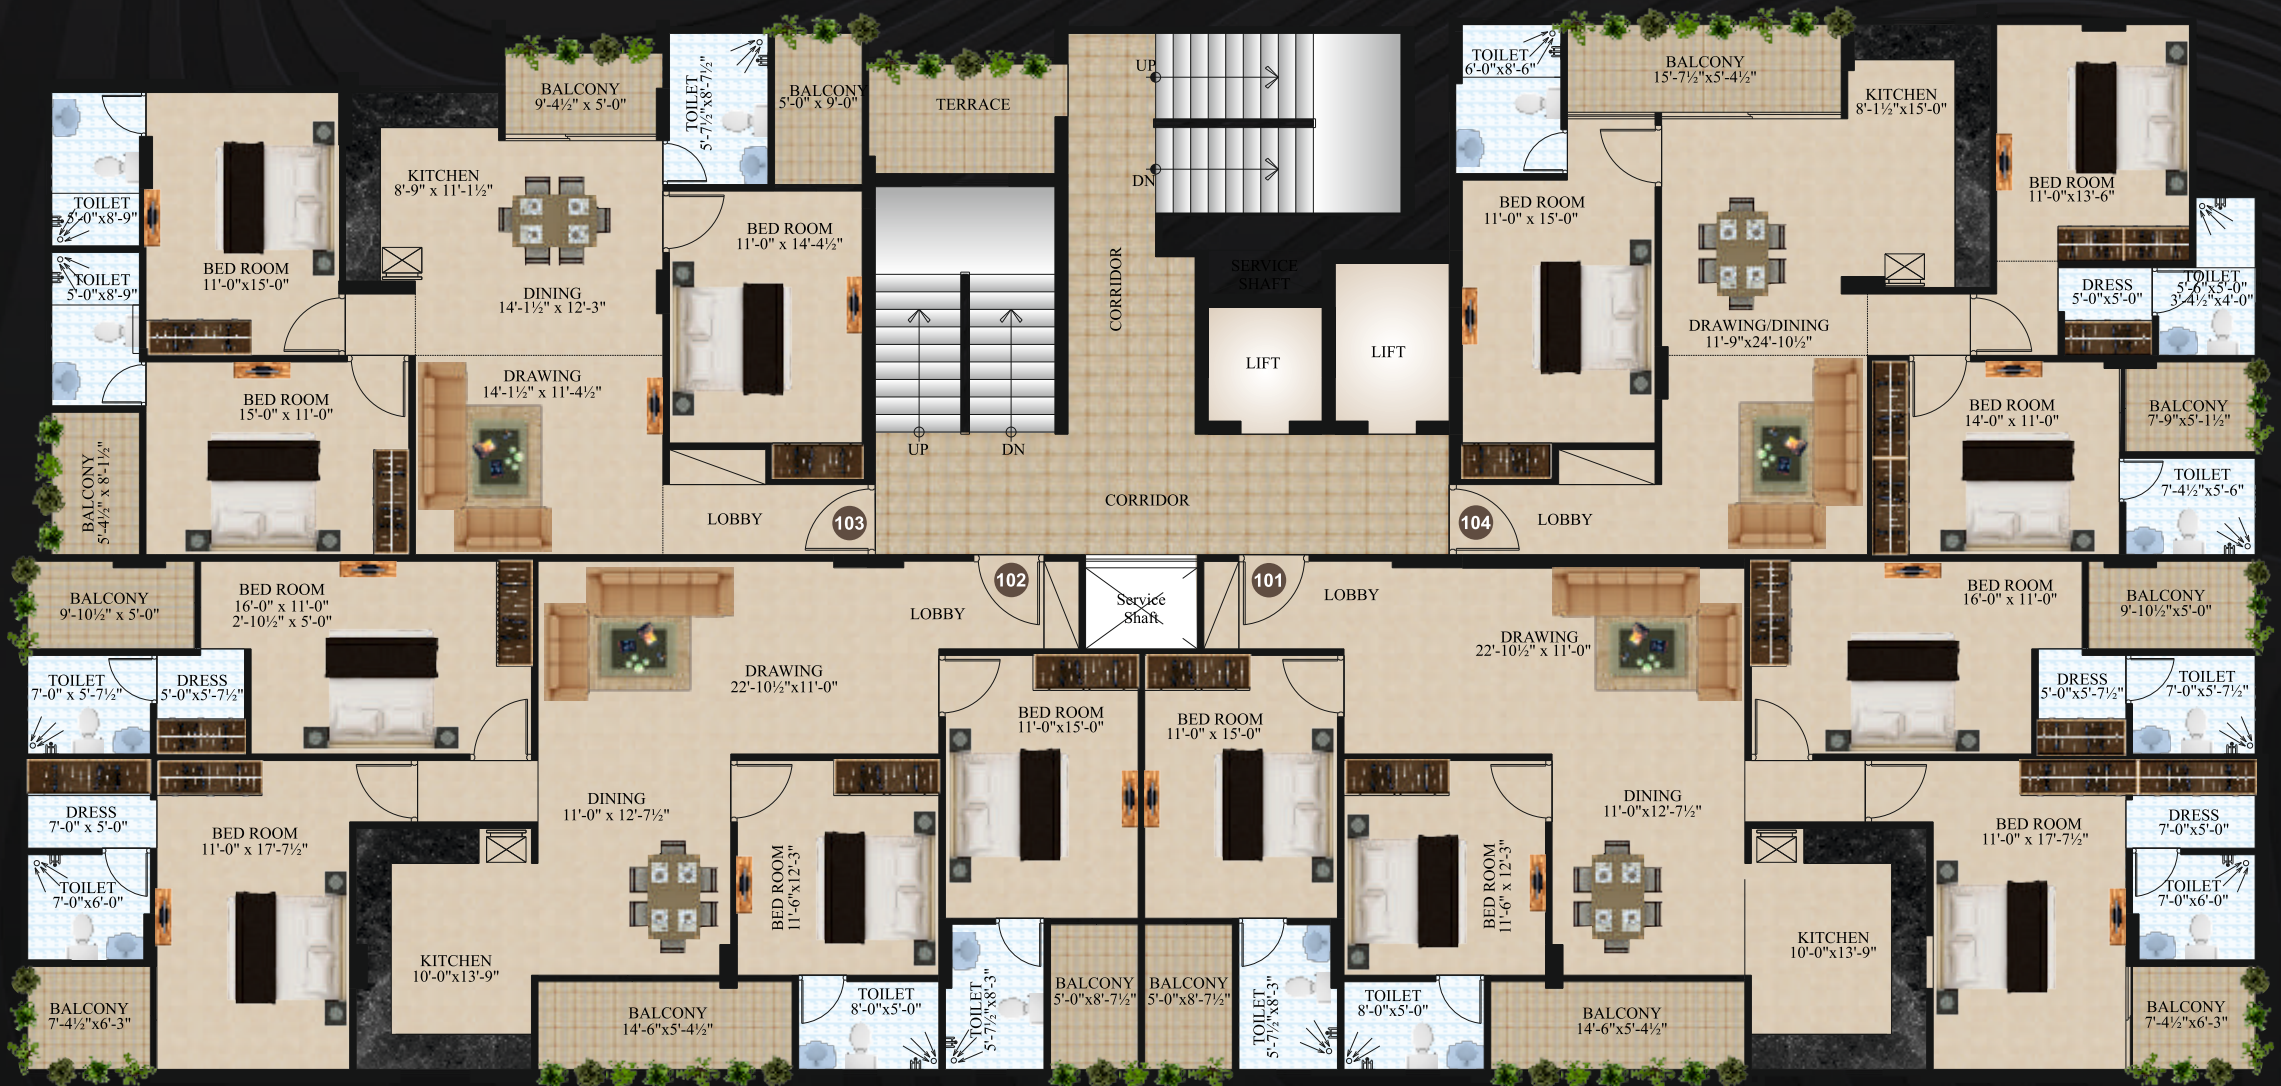 TOILET
5'-0"x8'-9"
TOILET
5'-0"x8'-9"
BED ROOM
11'-0"x15'-0"
KITCHEN
8'-9" x 11'-1½"
BALCONY
9'-4½" x 5'-0"
TOILET
5'-7½"x8'-7½"
BALCONY
5'-0" x 9'-0"
TERRACE
DINING
14'-1½" x 12'-3"
BED ROOM
11'-0" x 14'-4½"
DRAWING
14'-1½" x 11'-4½"
BED ROOM
15'-0" x 11'-0"
BALCONY
5'-4½" x 8'-1½"
LOBBY
103
UP
DN
UP
DN
CORRIDOR
CORRIDOR
SERVICE
SHAFT
LIFT
LIFT
TOILET
6'-0"x8'-6"
BALCONY
15'-7½"x5'-4½"
KITCHEN
8'-1½"x15'-0"
BED ROOM
11'-0"x13'-6"
BED ROOM
11'-0" x 15'-0"
DRAWING/DINING
11'-9"x24'-10½"
DRESS
5'-0"x5'-0"
TOILET
5'-6"x5'-0"
3'-4½"x4'-0"
BED ROOM
14'-0" x 11'-0"
BALCONY
7'-9"x5'-1½"
TOILET
7'-4½"x5'-6"
104
LOBBY
BALCONY
9'-10½" x 5'-0"
BED ROOM
16'-0" x 11'-0"
2'-10½" x 5'-0"
TOILET
7'-0" x 5'-7½"
DRESS
5'-0"x5'-7½"
DRAWING
22'-10½"x11'-0"
LOBBY
102
Service
Shaft
101
LOBBY
DRAWING
22'-10½" x 11'-0"
BED ROOM
16'-0" x 11'-0"
BALCONY
9'-10½"x5'-0"
DRESS
5'-0"x5'-7½"
TOILET
7'-0"x5'-7½"
DRESS
7'-0" x 5'-0"
TOILET
7'-0"x6'-0"
BED ROOM
11'-0" x 17'-7½"
BALCONY
7'-4½"x6'-3"
KITCHEN
10'-0"x13'-9"
DINING
11'-0" x 12'-7½"
BED ROOM
11'-6"x12'-3"
BALCONY
14'-6"x5'-4½"
TOILET
8'-0"x5'-0"
BED ROOM
11'-0"x15'-0"
TOILET
5'-7½"x8'-3"
BALCONY
5'-0"x8'-7½"
BED ROOM
11'-0" x 15'-0"
BALCONY
5'-0"x8'-7½"
TOILET
5'-7½"x8'-3"
BED ROOM
11'-6" x 12'-3"
TOILET
8'-0"x5'-0"
DINING
11'-0"x12'-7½"
BALCONY
14'-6"x5'-4½"
KITCHEN
10'-0"x13'-9"
BED ROOM
11'-0" x 17'-7½"
DRESS
7'-0"x5'-0"
TOILET
7'-0"x6'-0"
BALCONY
7'-4½"x6'-3"